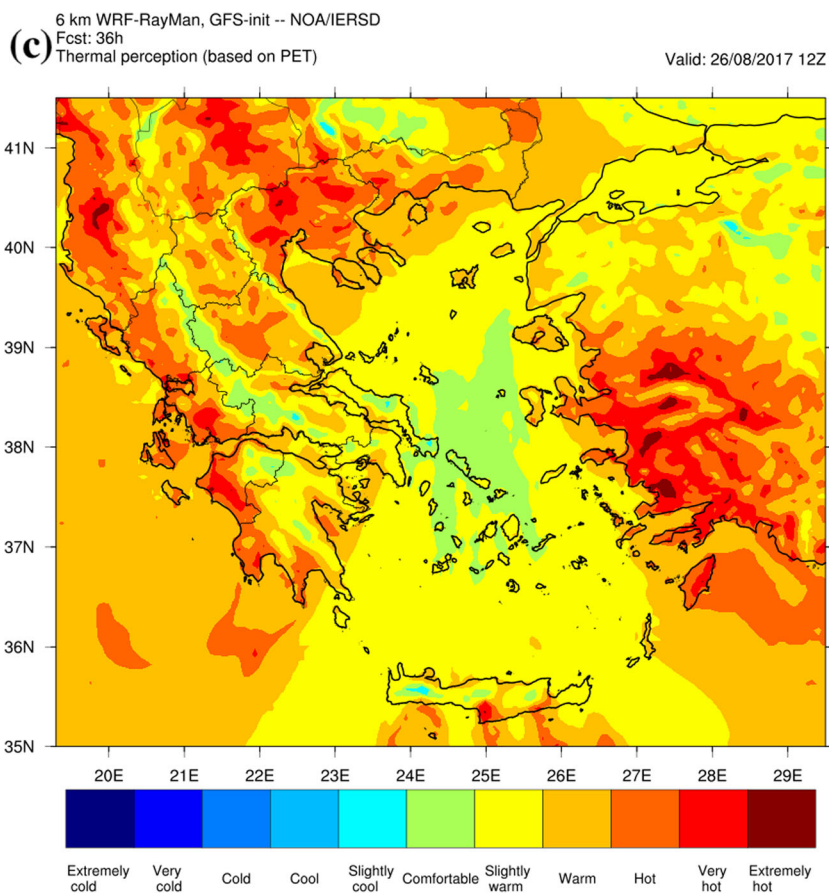 6 km WRF-RayMan, GFS-init -- NOA/IERSD
(c) Fcst: 36h
Thermal perception (based on PET)
Valid: 26/08/2017 12Z
41N
40N
39N
38N
37N
36N
35N
20E 21E 22E 23E 24E 25E 26E 27E 28E 29E
Extremely cold
Very cold
Cold
Cool
Slightly cool
Comfortable
Slightly warm
Warm
Hot
Very hot
Extremely hot